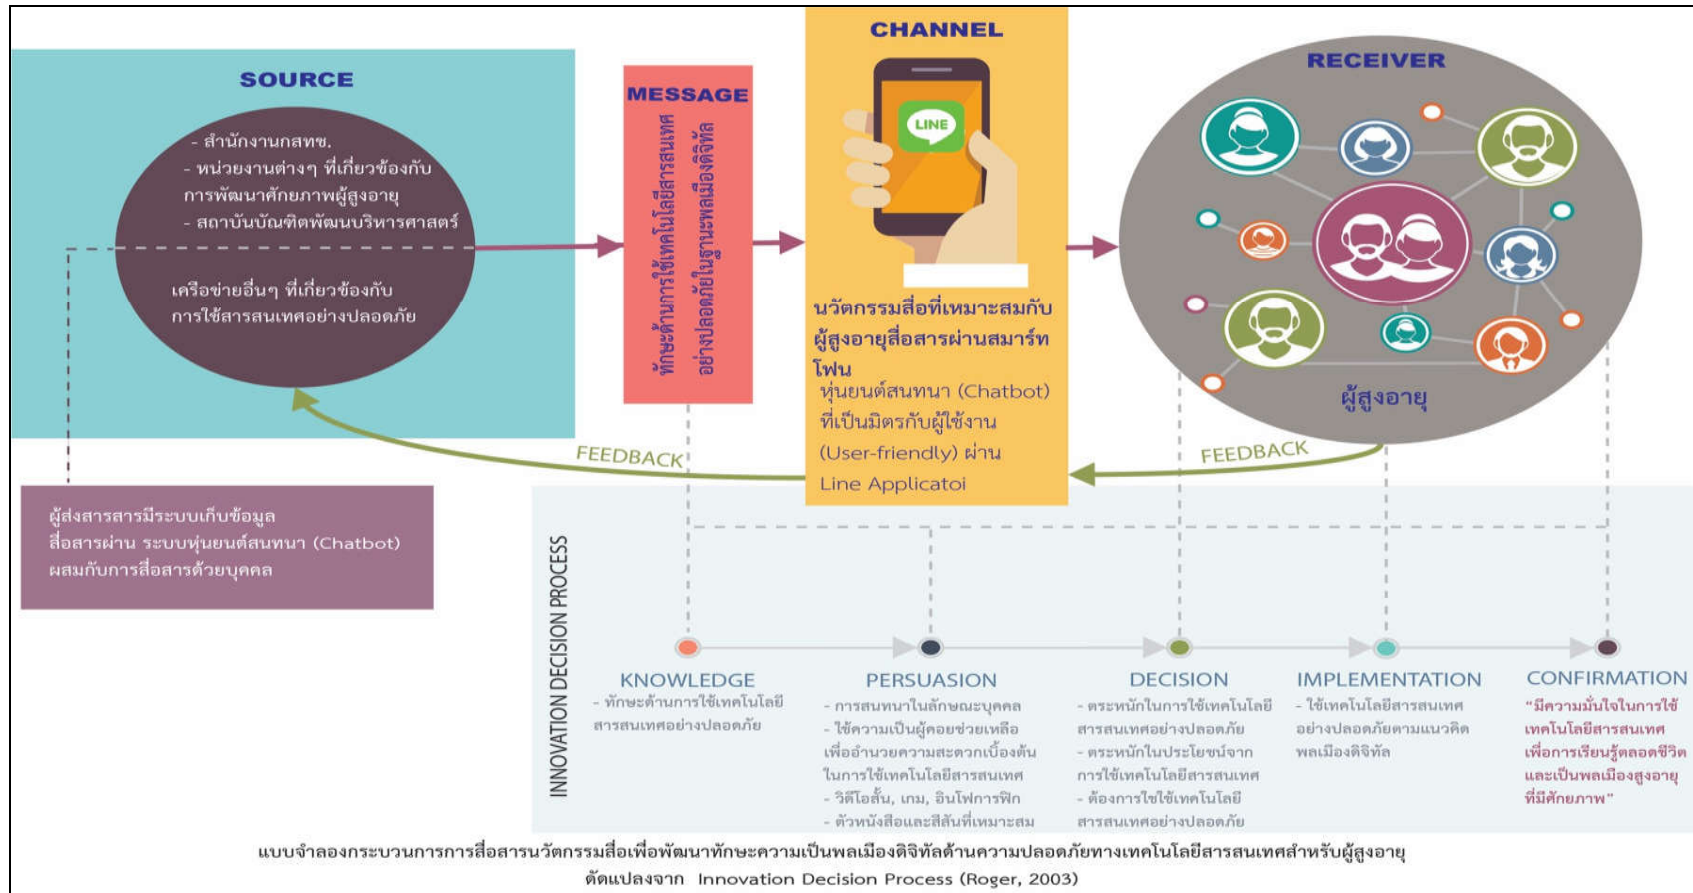 SOURCE
- สำนักงานกสทช.
- หน่วยงานต่างๆ ที่เกี่ยวข้องกับ
การพัฒนาศักยภาพผู้สูงอายุ
- สถาบันบัณฑิตพัฒนบริหารศาสตร์
เครือข่ายอื่นๆ ที่เกี่ยวข้องกับ
การใช้สารสนเทศอย่างปลอดภัย
MESSAGE
ทักษะด้านการใช้เทคโนโลยีสารสนเทศ
อย่างปลอดภัยในฐานะพลเมืองดิจิทัล
CHANNEL
LINE
นวัตกรรมสื่อที่เหมาะสมกับ
ผู้สูงอายุสื่อสารผ่านสมาร์ท
โฟน
หุ่นยนต์สนทนา (Chatbot)
ที่เป็นมิตรกับผู้ใช้งาน
(User-friendly) ผ่าน
Line Applicatoi
RECEIVER
ผู้สูงอายุ
FEEDBACK
FEEDBACK
ผู้ส่งสารสารมีระบบเก็บข้อมูล
สื่อสารผ่าน ระบบหุ่นยนต์สนทนา (Chatbot)
ผสมกับการสื่อสารด้วยบุคคล
INNOVATION DECISION PROCESS
KNOWLEDGE
- ทักษะด้านการใช้เทคโนโลยี
สารสนเทศอย่างปลอดภัย
PERSUASION
- การสนทนาในลักษณะบุคคล
- ใช้ความเป็นผู้คอยช่วยเหลือ
เพื่ออำนวยความสะดวกเบื้องต้น
ในการใช้เทคโนโลยีสารสนเทศ
- วิดีโอสั้น, เกม, อินโฟการฟิก
- ตัวหนังสือและสีสันที่เหมาะสม
DECISION
- ตระหนักในการใช้เทคโนโลยี
สารสนเทศอย่างปลอดภัย
- ตระหนักในประโยชน์จาก
การใช้เทคโนโลยีสารสนเทศ
- ต้องการใชใช้เทคโนโลยี
สารสนเทศอย่างปลอดภัย
IMPLEMENTATION
- ใช้เทคโนโลยีสารสนเทศ
อย่างปลอดภัยตามแนวคิด
พลเมืองดิจิทัล
CONFIRMATION
"มีความมั่นใจในการใช้
เทคโนโลยีสารสนเทศ
เพื่อการเรียนรู้ตลอดชีวิต
และเป็นพลเมืองสูงอายุ
ที่มีศักยภาพ"
แบบจำลองกระบวนการการสื่อสารนวัตกรรมสื่อเพื่อพัฒนาทักษะความเป็นพลเมืองดิจิทัลด้านความปลอดภัยทางเทคโนโลยีสารสนเทศสำหรับผู้สูงอายุ
ดัดแปลงจาก Innovation Decision Process (Roger, 2003)